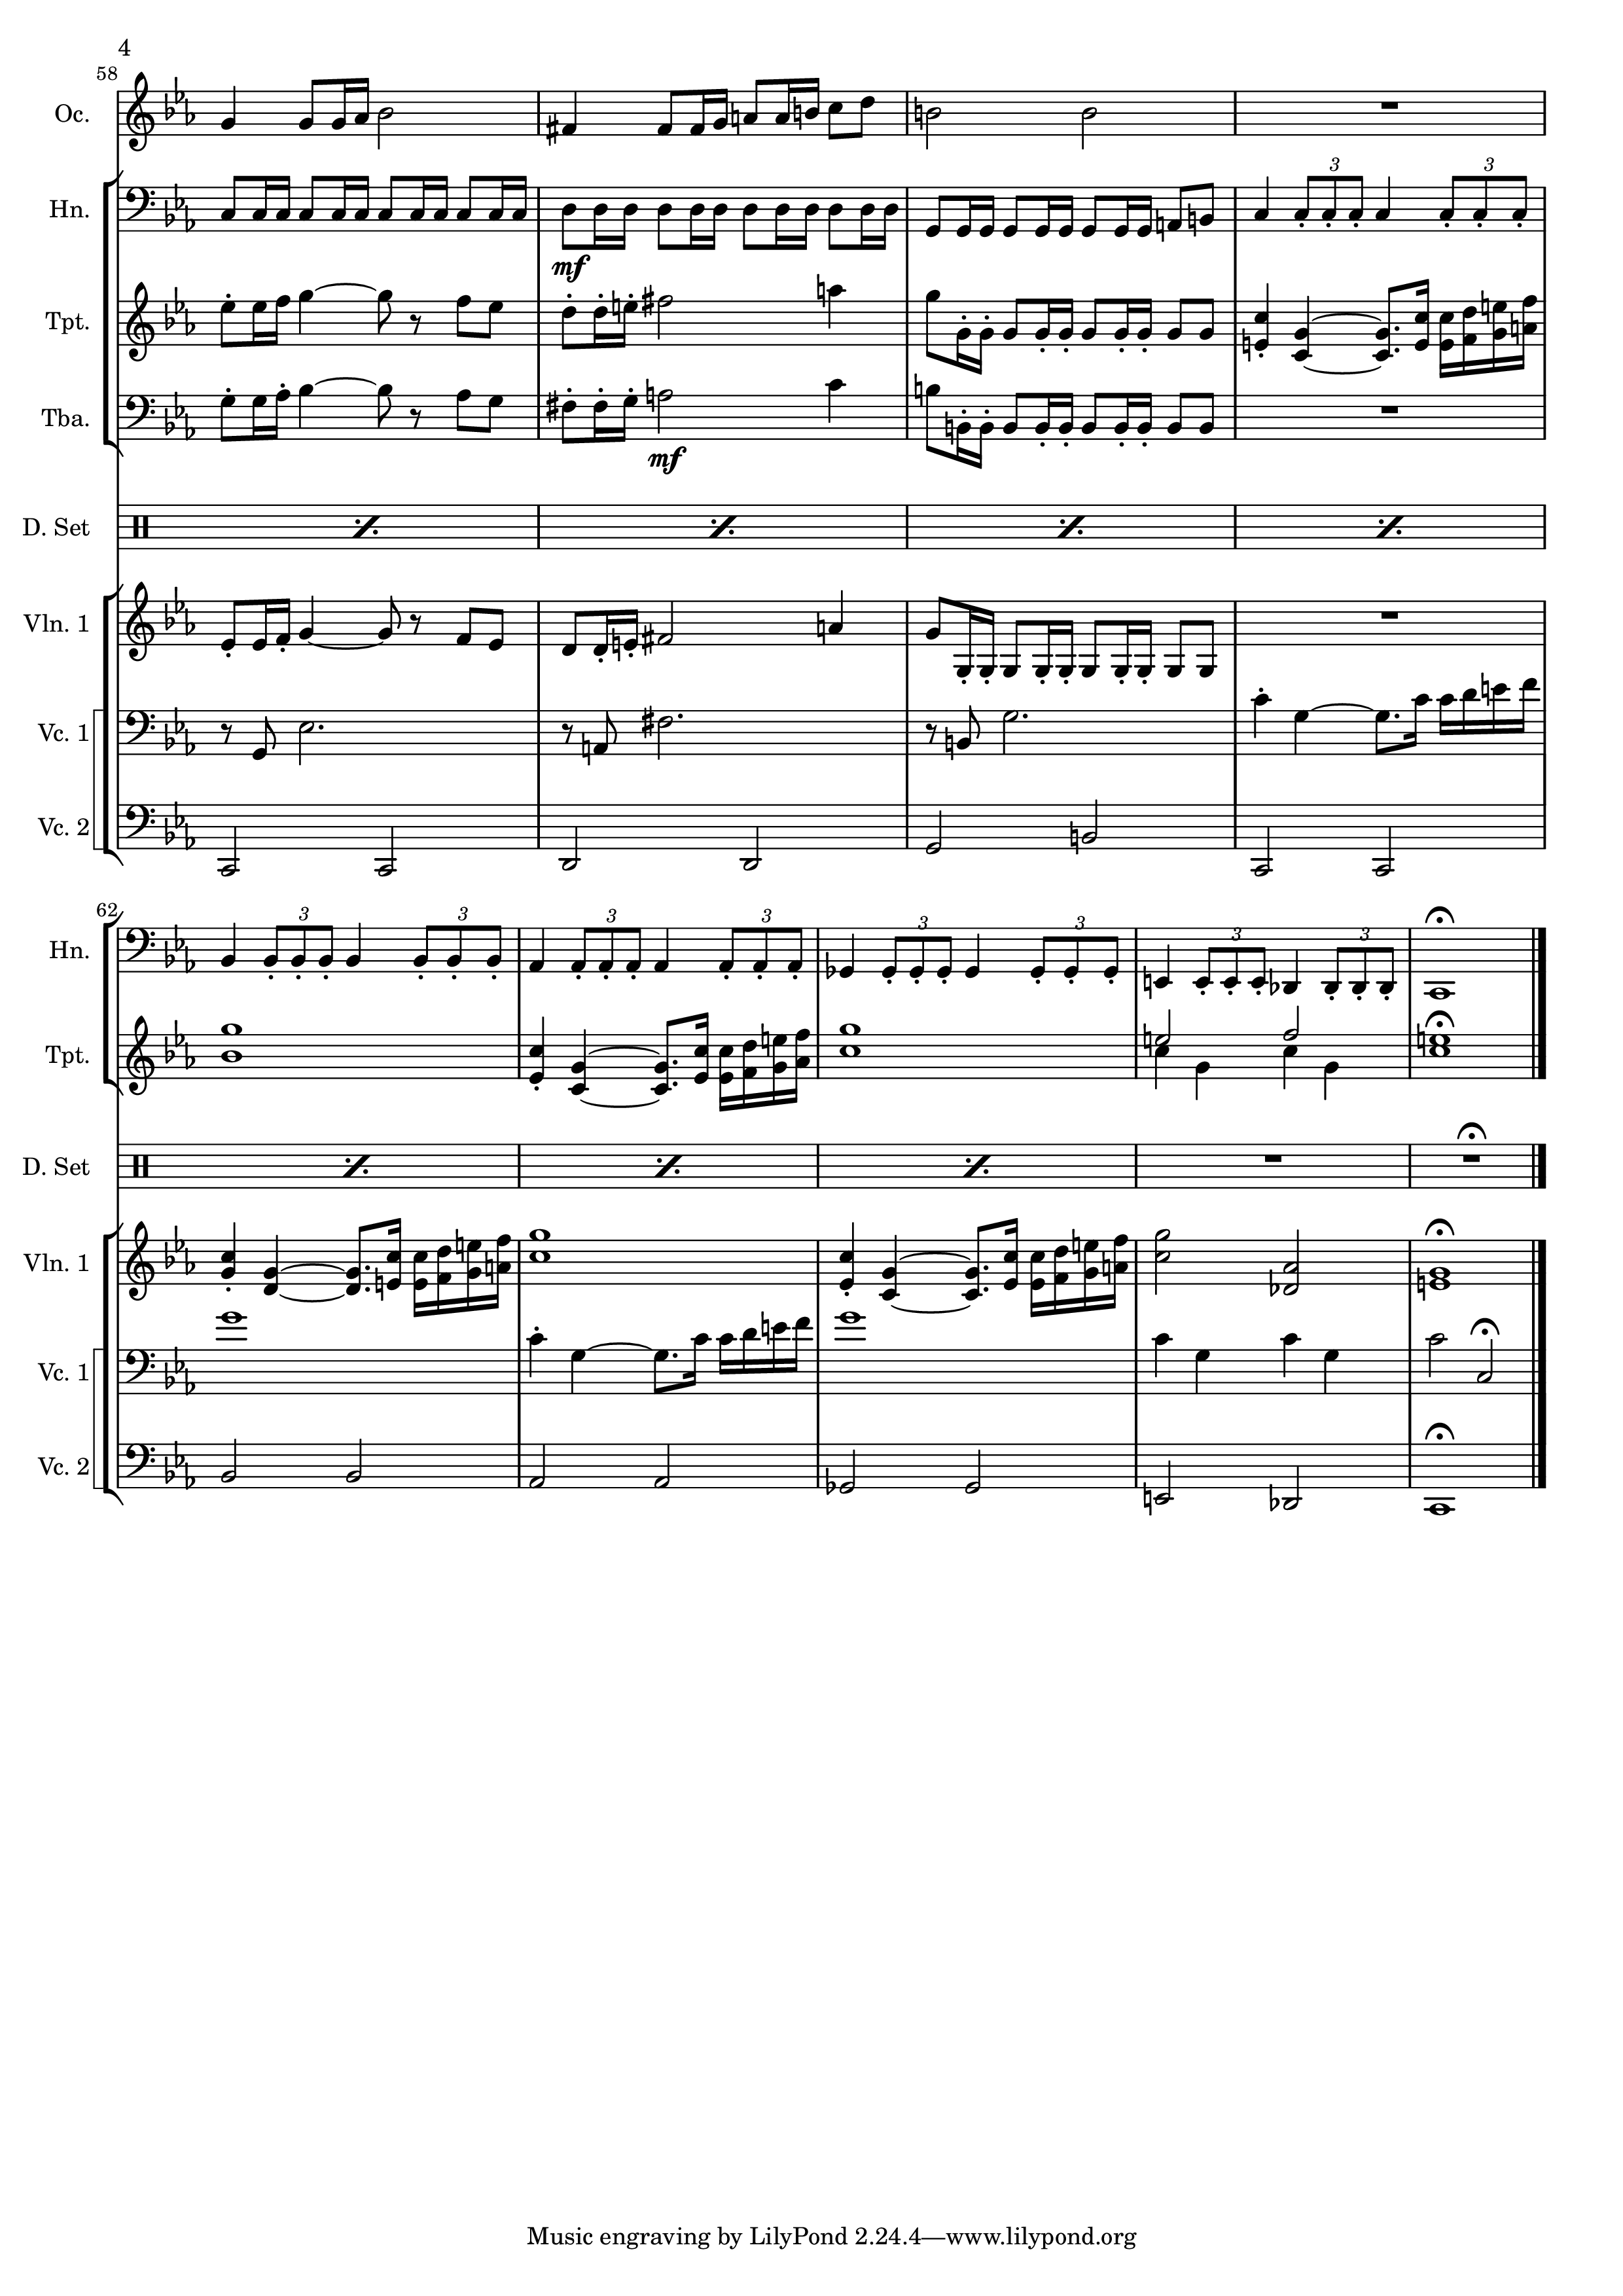 4
58
Oc.
Hn.
3 3
mf
Tpt.
Tba.
mf
D. Set
Vln. 1
Vc. 1
Vc. 2
62
3 3 3 3 3 3 3 3
Hn.
Tpt.
D. Set
Vln. 1
Vc. 1
Vc. 2
Music engraving by LilyPond 2.24.4—www.lilypond.org